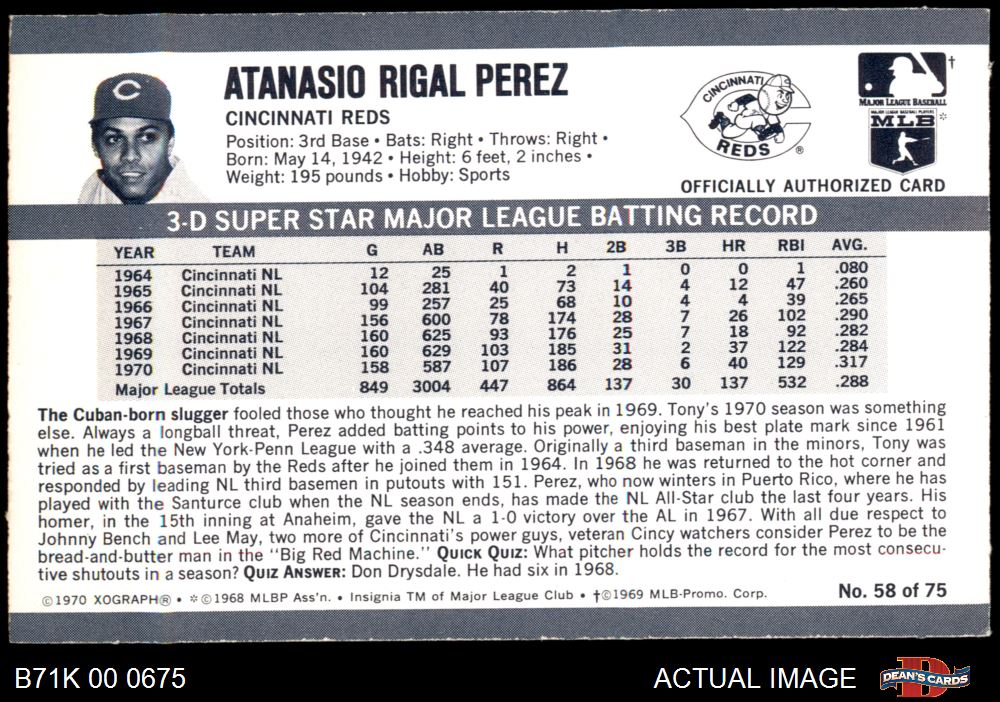 ATANASIO RIGAL PEREZ
CINCINNATI REDS
Position: 3rd Base • Bats: Right • Throws: Right •
Born: May 14, 1942 • Height: 6 feet, 2 inches •
Weight: 195 pounds • Hobby: Sports
C
CINCINNATI
REDS
®
†
MAJOR LEAGUE BASEBALL
MAJOR LEAGUE BASEBALL PLAYERS
MLB
OFFICIALLY AUTHORIZED CARD
3-D SUPER STAR MAJOR LEAGUE BATTING RECORD
YEAR TEAM G AB R H 2B 3B HR RBI AVG.
1964 Cincinnati NL 12 25 1 2 1 0 0 1 .080
1965 Cincinnati NL 104 281 40 73 14 4 12 47 .260
1966 Cincinnati NL 99 257 25 68 10 4 4 39 .265
1967 Cincinnati NL 156 600 78 174 28 7 26 102 .290
1968 Cincinnati NL 160 625 93 176 25 7 18 92 .282
1969 Cincinnati NL 160 629 103 185 31 2 37 122 .284
1970 Cincinnati NL 158 587 107 186 28 6 40 129 .317
Major League Totals 849 3004 447 864 137 30 137 532 .288
The Cuban-born slugger fooled those who thought he reached his peak in 1969. Tony's 1970 season was something
else. Always a longball threat, Perez added batting points to his power, enjoying his best plate mark since 1961
when he led the New York-Penn League with a .348 average. Originally a third baseman in the minors, Tony was
tried as a first baseman by the Reds after he joined them in 1964. In 1968 he was returned to the hot corner and
responded by leading NL third basemen in putouts with 151. Perez, who now winters in Puerto Rico, where he has
played with the Santurce club when the NL season ends, has made the NL All-Star club the last four years. His
homer, in the 15th inning at Anaheim, gave the NL a 1-0 victory over the AL in 1967. With all due respect to
Johnny Bench and Lee May, two more of Cincinnati's power guys, veteran Cincy watchers consider Perez to be the
bread-and-butter man in the "Big Red Machine." QUICK QUIZ: What pitcher holds the record for the most consecu-
tive shutouts in a season? QUIZ ANSWER: Don Drysdale. He had six in 1968.
©1970 XOGRAPH® • *©1968 MLBP Ass'n. • Insignia TM of Major League Club • †©1969 MLB-Promo. Corp.
No. 58 of 75
B71K 00 0675
ACTUAL IMAGE
D
DEAN'S CARDS